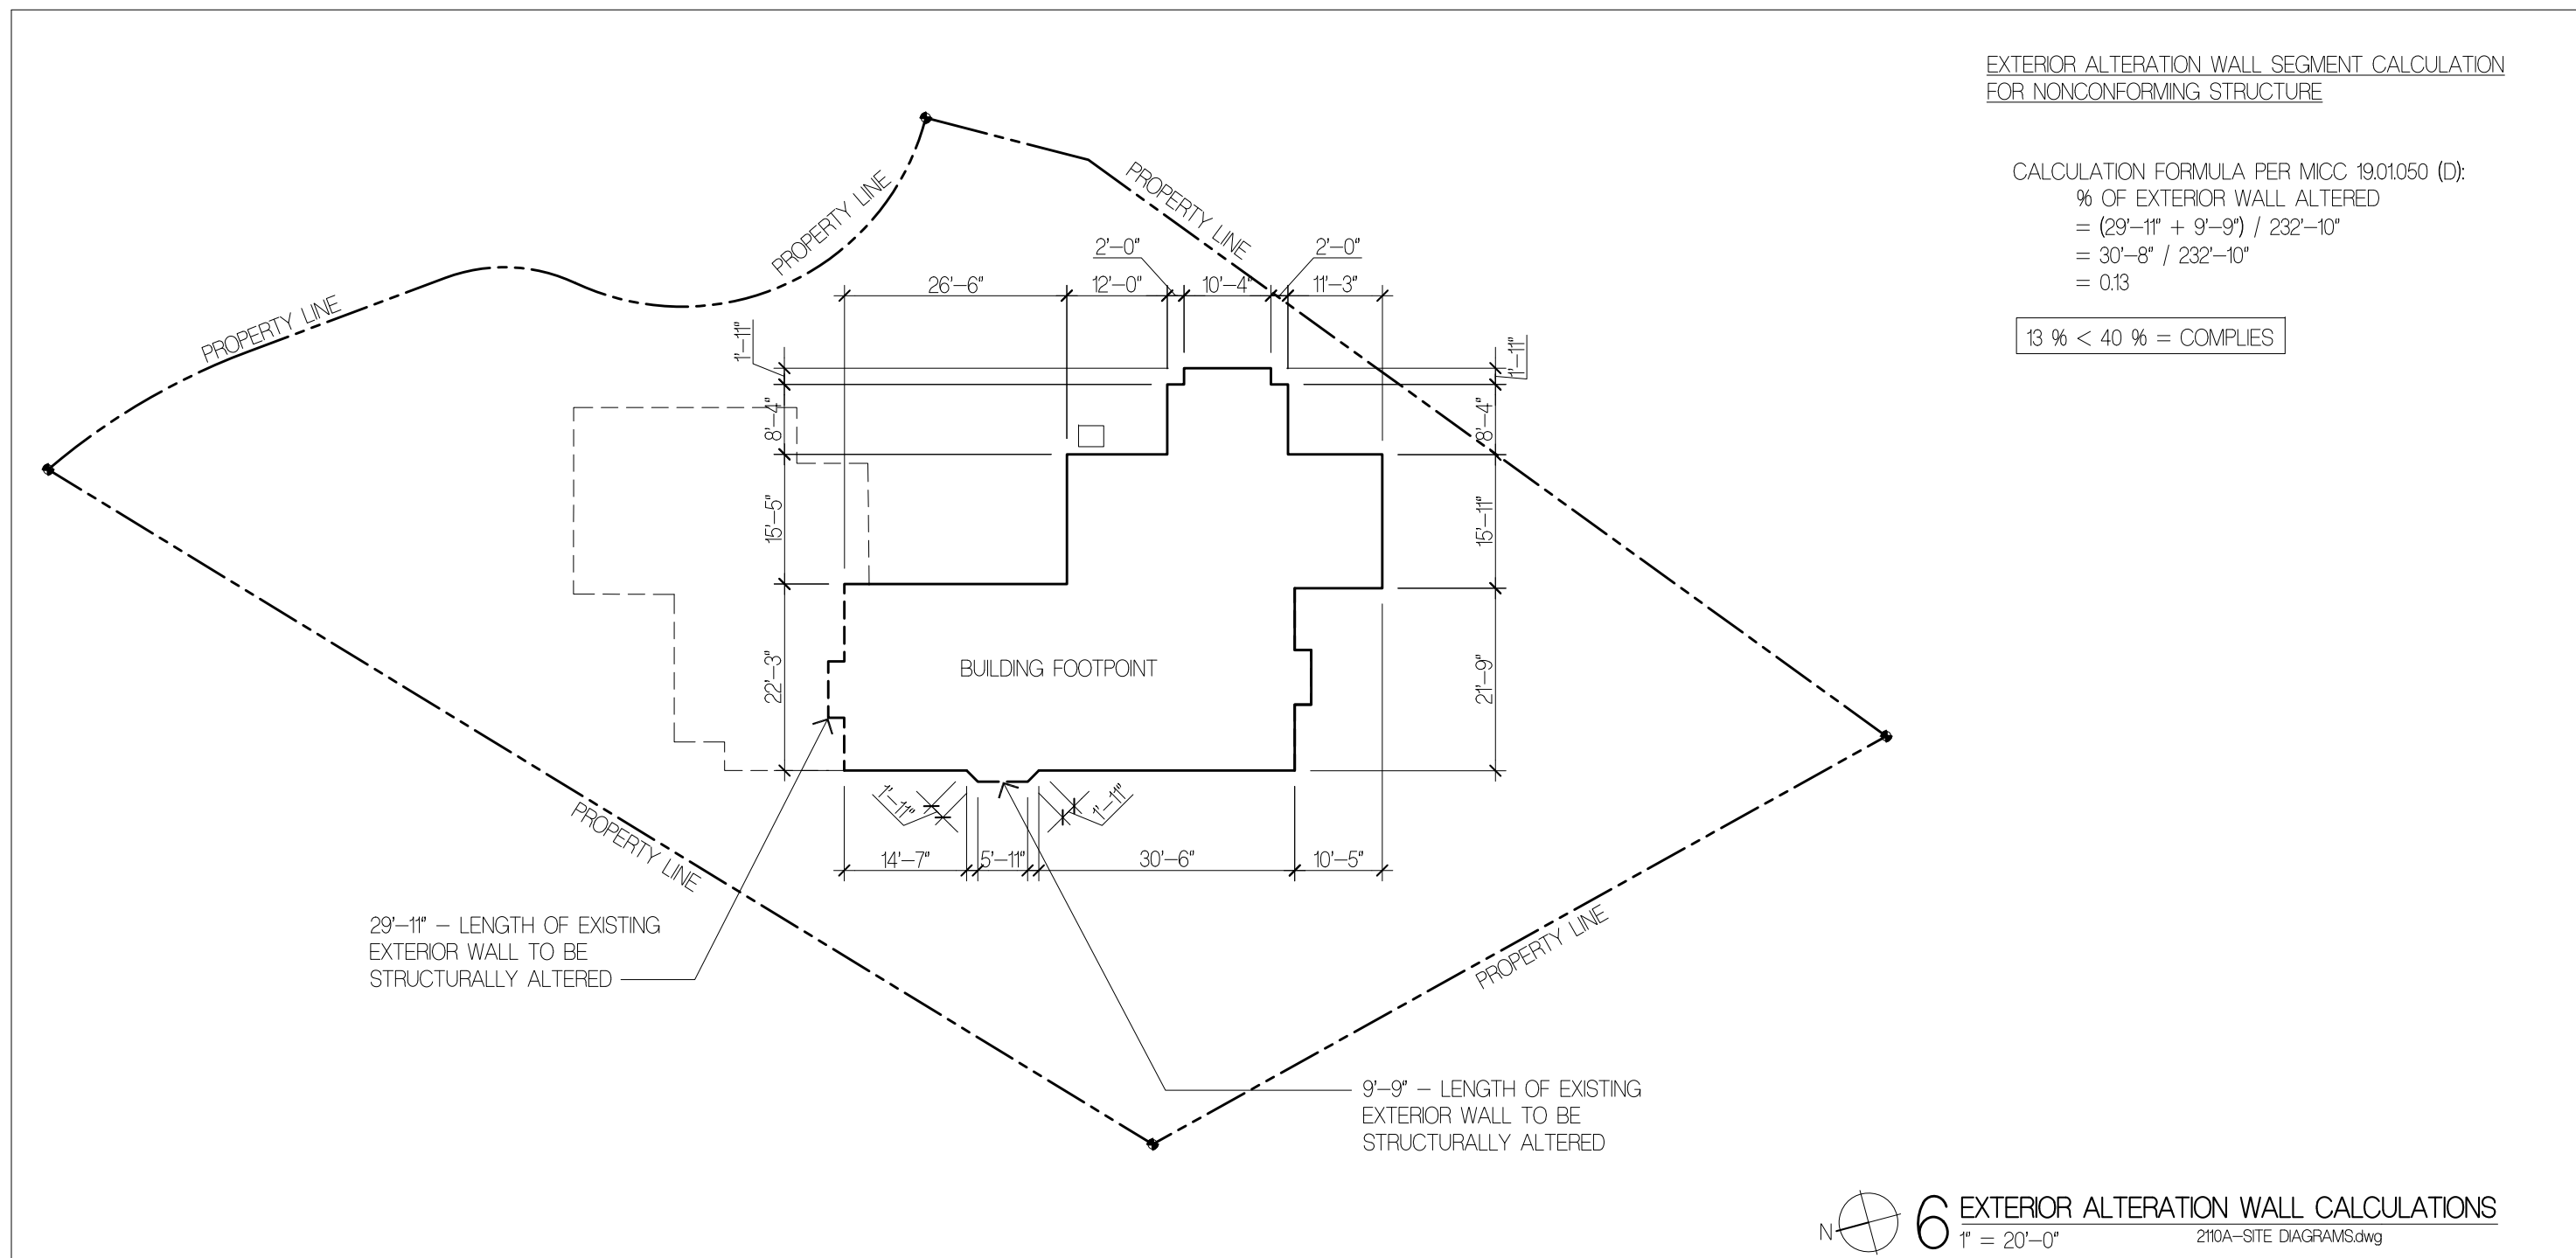 EXTERIOR ALTERATION WALL SEGMENT CALCULATION
FOR NONCONFORMING STRUCTURE
CALCULATION FORMULA PER MICC 19.01.050 (D):
% OF EXTERIOR WALL ALTERED
= (29'-11" + 9'-9") / 232'-10"
= 30'-8" / 232'-10"
= 0.13
13 % < 40 % = COMPLIES
PROPERTY LINE
PROPERTY LINE
PROPERTY LINE
2'-0"
2'-0"
26'-6"
12'-0"
10'-4"
11'-3"
1'-11"
1'-11"
8'-4"
8'-4"
15'-5"
15'-11"
22'-3"
BUILDING FOOTPOINT
21'-9"
1'-11"
1'-11"
14'-7"
5'-11"
30'-6"
10'-5"
PROPERTY LINE
PROPERTY LINE
29'-11" - LENGTH OF EXISTING
EXTERIOR WALL TO BE
STRUCTURALLY ALTERED
9'-9" - LENGTH OF EXISTING
EXTERIOR WALL TO BE
STRUCTURALLY ALTERED
N
6 EXTERIOR ALTERATION WALL CALCULATIONS
1" = 20'-0"
2110A-SITE DIAGRAMS.dwg